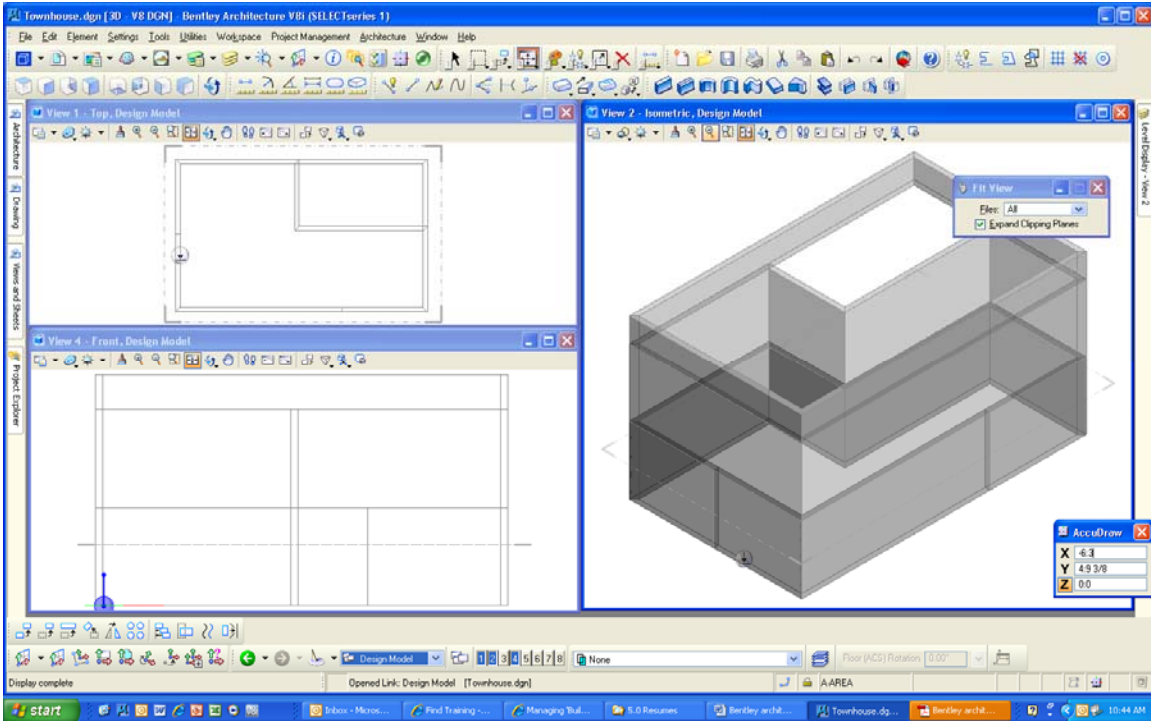 Townhouse.dgn [3D - V8 DGN] - Bentley Architecture V8i (SELECTseries 1)
File Edit Element Settings Tools Utilities Workspace Project Management Architecture Window Help
View 1 - Top, Design Model
View 2 - Isometric, Design Model
Architecture
Drawing
Views and Sheets
Project Explorer
Level Display - View 2
Fit View
Files: All
Expand Clipping Planes
View 4 - Front, Design Model
AccuDraw
X -6:3
Y 4:9 3/8
Z 0:0
Design Model 1 2 3 4 5 6 7 8 None Floor (ACS) Rotation 0.00°
Display complete Opened Link: Design Model [Townhouse.dgn] A-AREA
start Inbox - Micros... Find Training -... Managing 'Buil... 5.0 Resumes Bentley archit... Townhouse.dg... Bentley archit... 10:44 AM